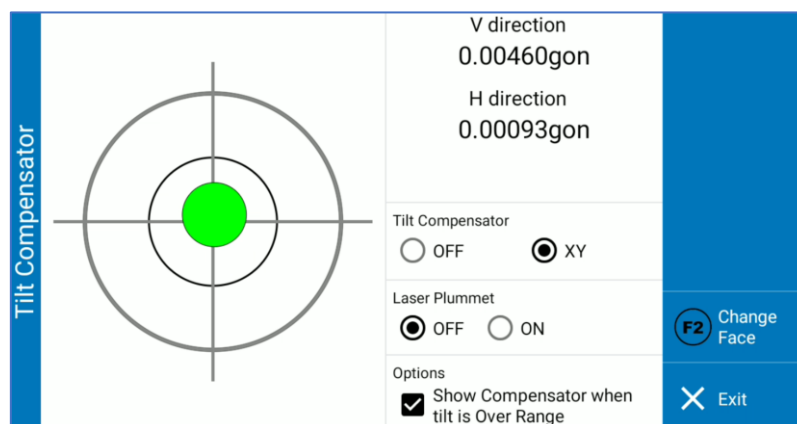 Tilt Compensator
V direction
0.00460gon
H direction
0.00093gon
Tilt Compensator
OFF
XY
Laser Plummet
OFF
ON
Options
Show Compensator when
tilt is Over Range
F2
Change
Face
Exit